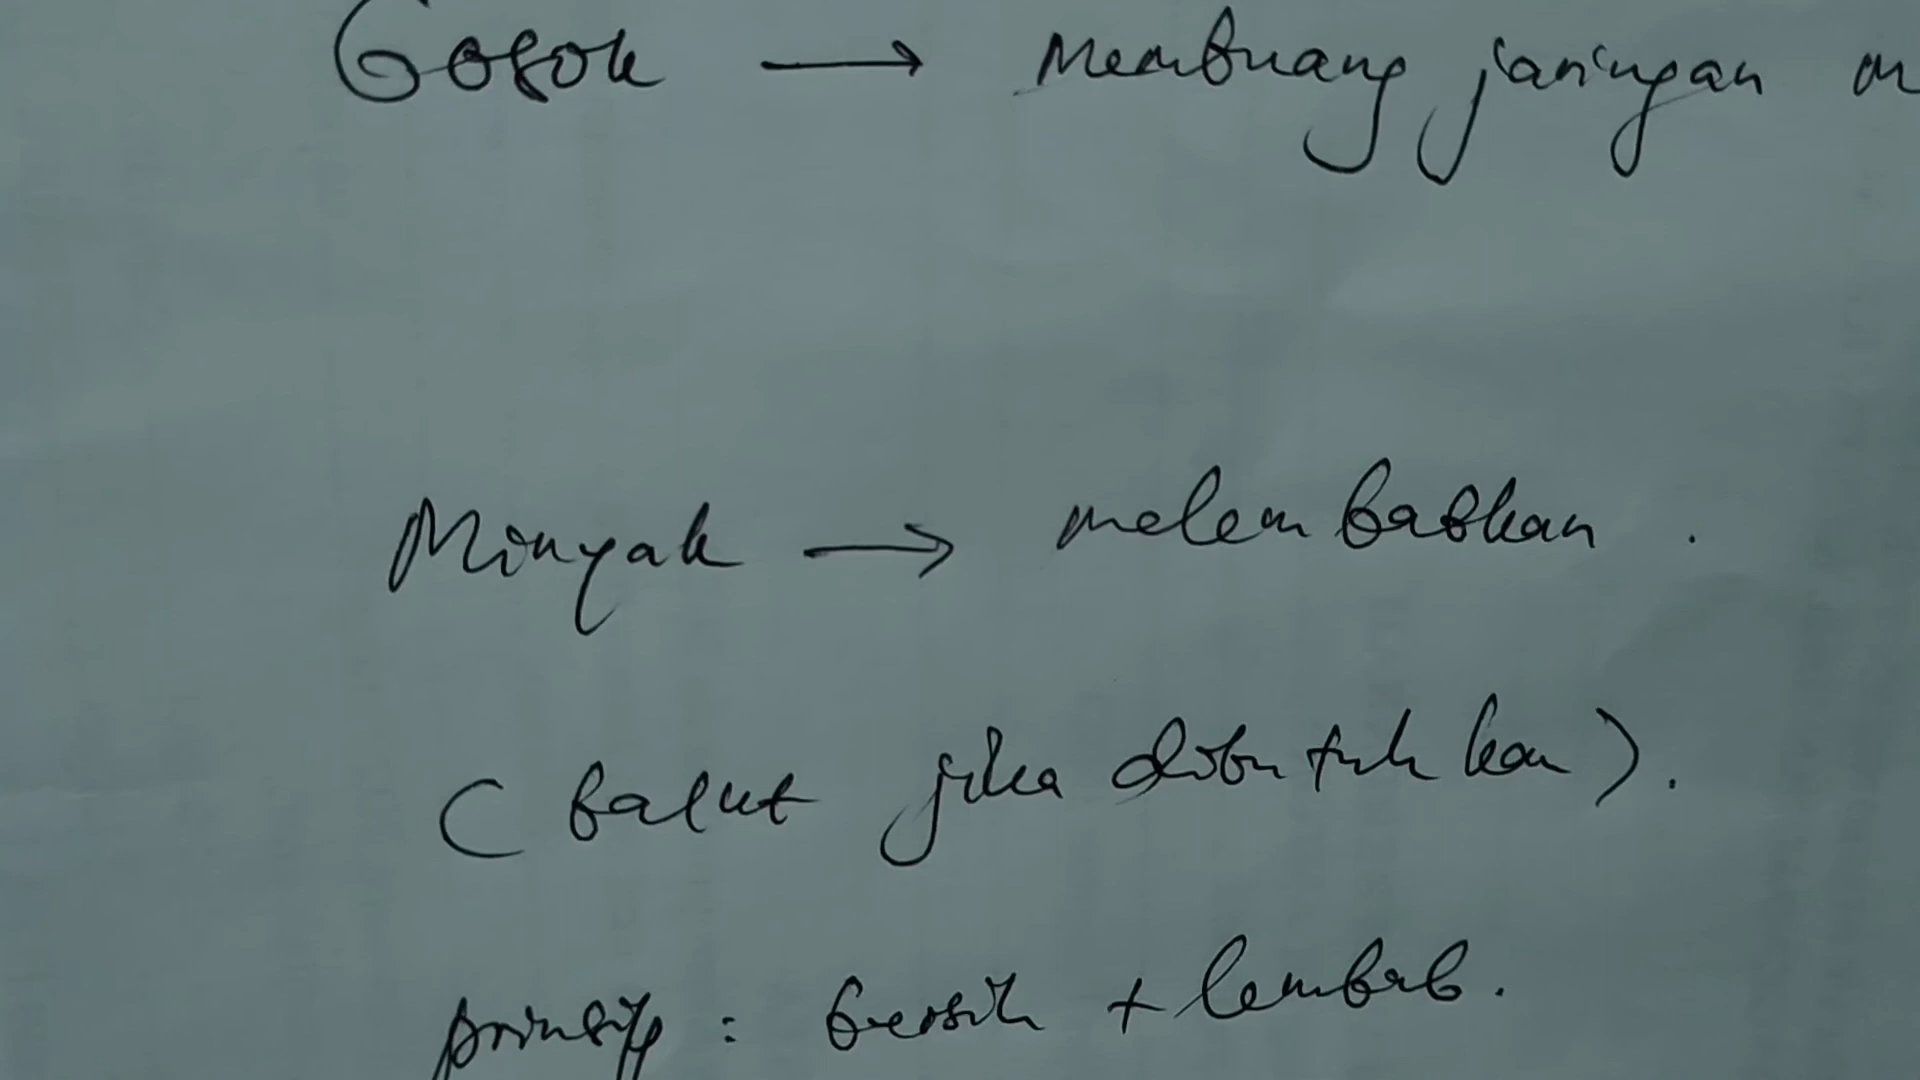 Gosok → Membuang jaringan m
Minyak → melembabkan .
( balut jika dibutuhkan ).
prinsip : bersih + lembab.